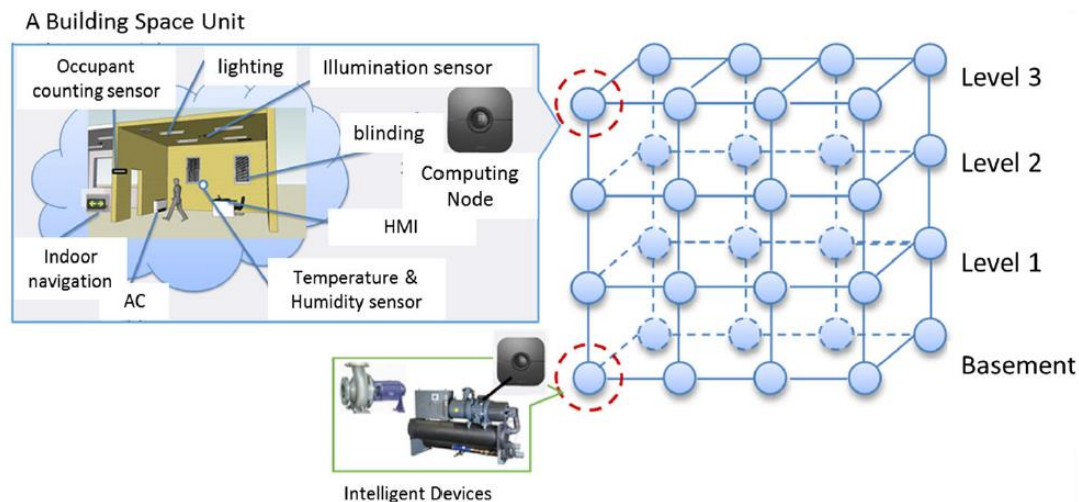 A Building Space Unit
Occupant
counting sensor
lighting
Illumination sensor
blinding
Computing
Node
HMI
Indoor
navigation
AC
Temperature &
Humidity sensor
Level 3
Level 2
Level 1
Basement
Intelligent Devices